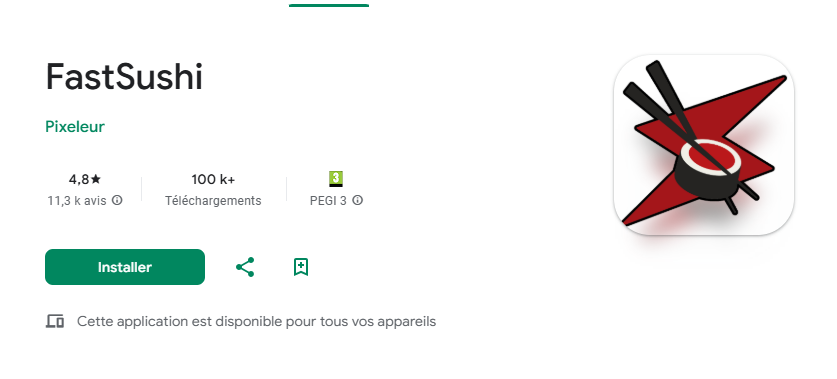 FastSushi
Pixeleur
4,8★ 100 k+ 3
11,3 k avis Téléchargements PEGI 3
Installer
Cette application est disponible pour tous vos appareils